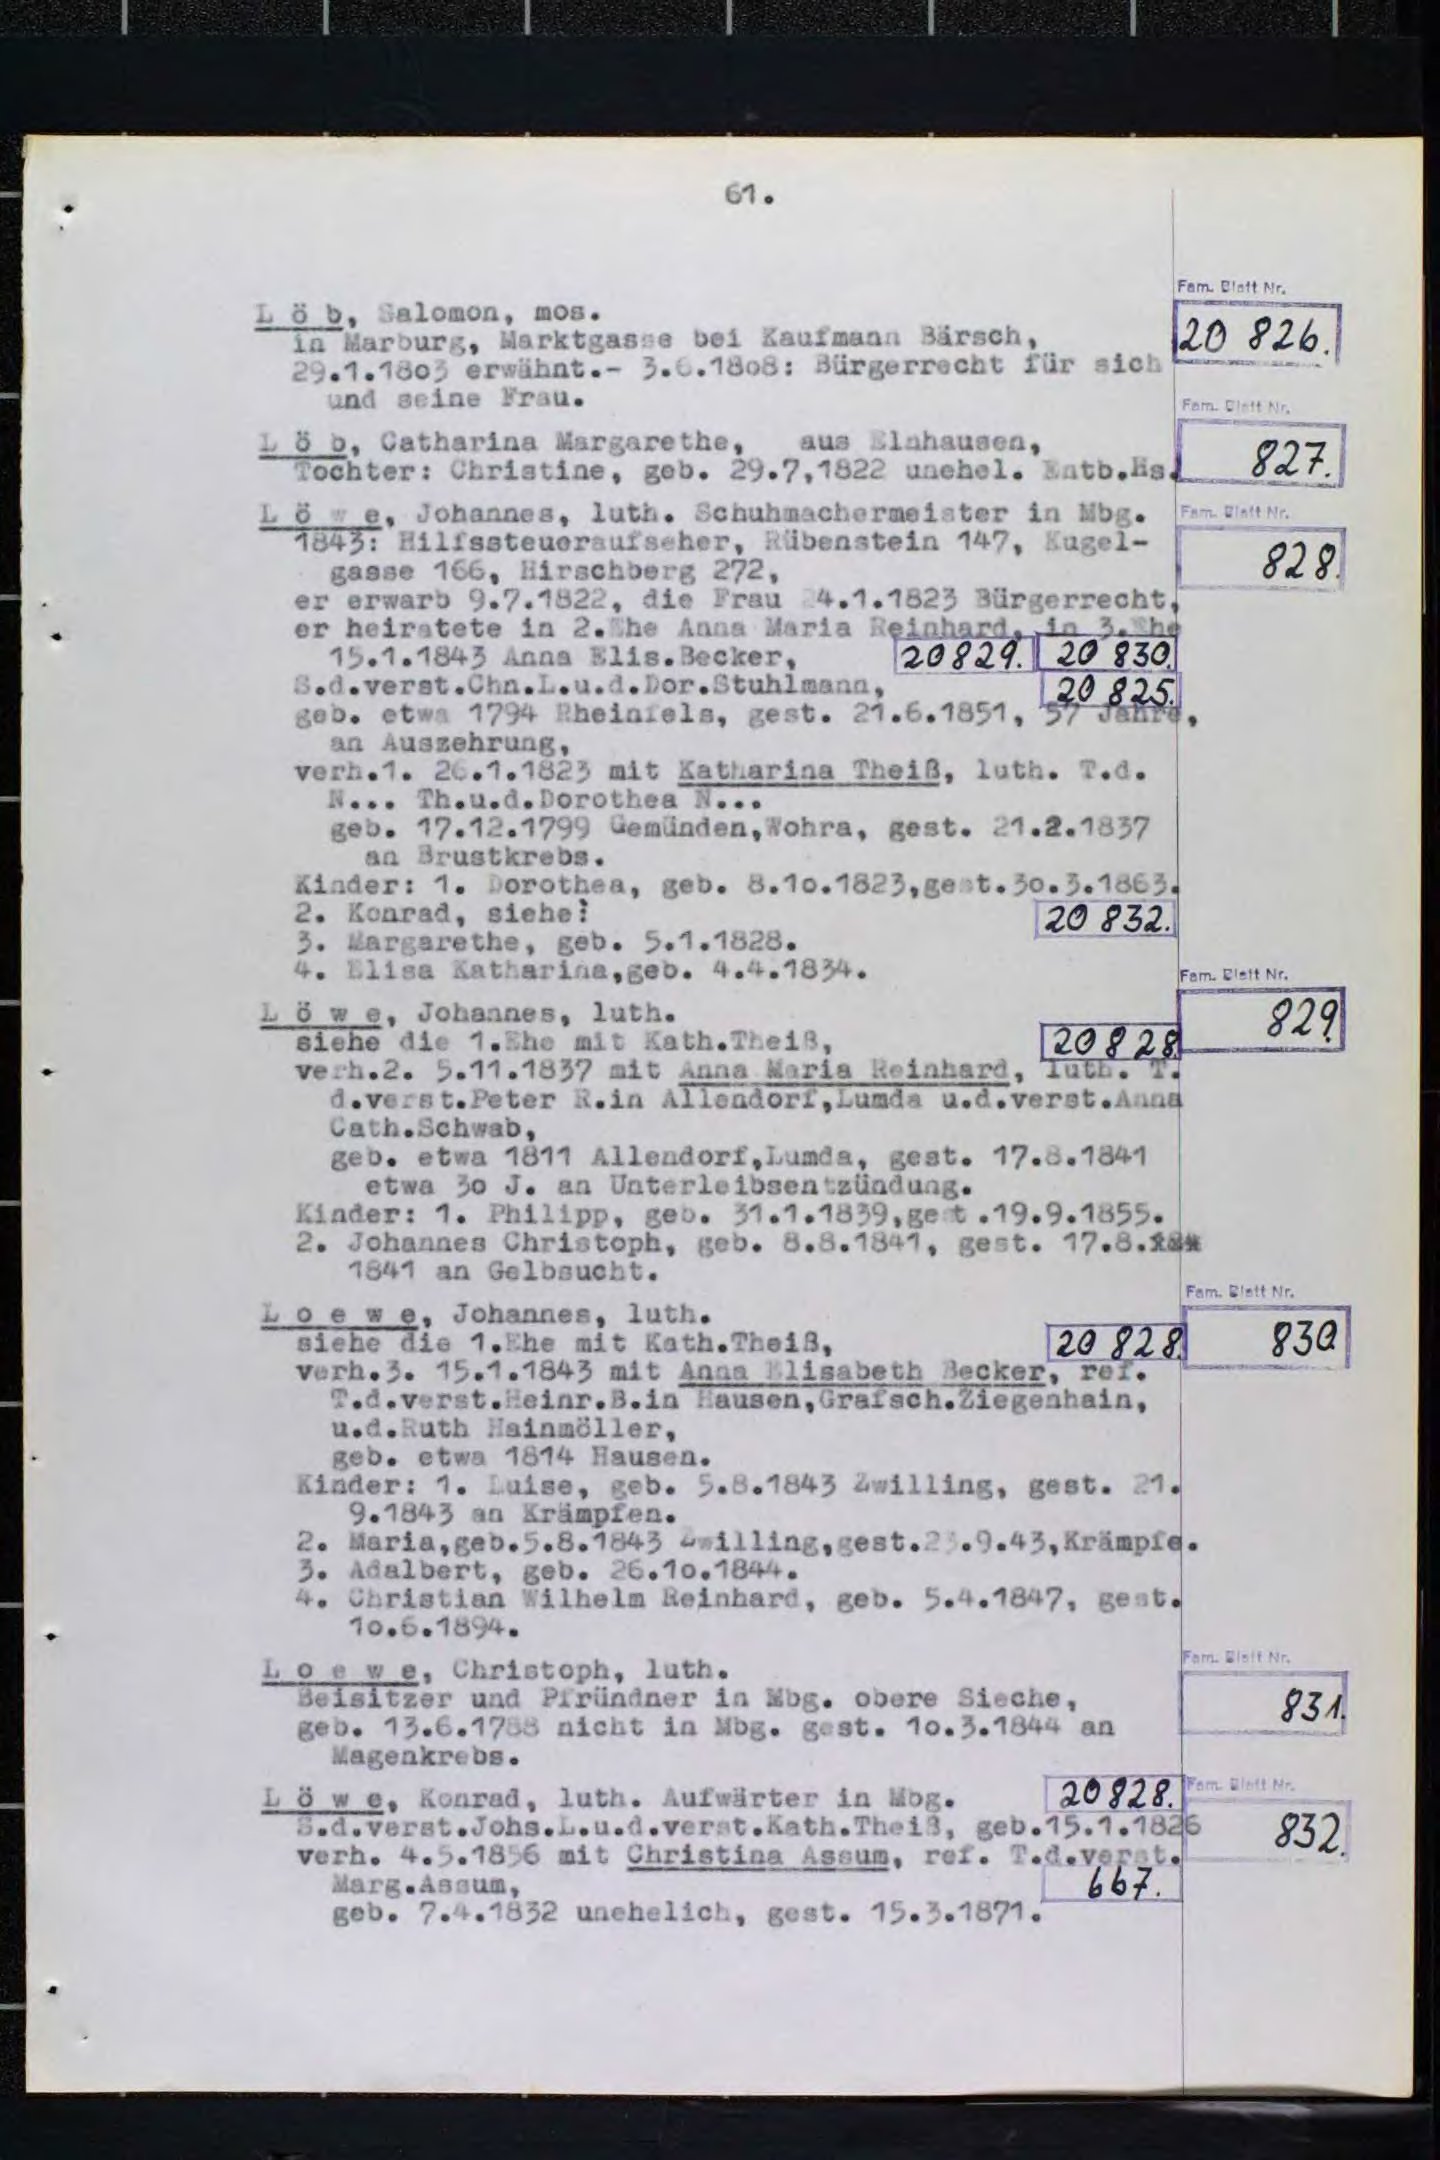 61.
Fam. Blatt Nr.
L ö b, Salomon, mos.
20 826.
in Marburg, Marktgasse bei Kaufmann Bärsch,
29.1.18o3 erwähnt.- 3.6.18o8: Bürgerrecht für sich
und seine Frau.
Fam. Blatt Nr.
L ö b, Catharina Margarethe, aus Elnhausen,
827.
Tochter: Christine, geb. 29.7,1822 unehel. Entb.Hs.
Fam. Blatt Nr.
L ö w e, Johannes, luth. Schuhmachermeister in Mbg.
828.
1843: Hilfssteueraufseher, Rübenstein 147, Kugel-
gasse 166, Hirschberg 272,
er erwarb 9.7.1822, die Frau 24.1.1823 Bürgerrecht,
er heiratete in 2.Ehe Anna Maria Reinhard, in 3.Ehe
15.1.1843 Anna Elis.Becker, 20829. 20 830.
S.d.verst.Chn.L.u.d.Dor.Stuhlmann, 20 825.
geb. etwa 1794 Rheinfels, gest. 21.6.1851, 57 Jahre,
an Auszehrung,
verh.1. 26.1.1823 mit Katharina Theiß, luth. T.d.
N... Th.u.d.Dorothea N...
geb. 17.12.1799 Gemünden,Wohra, gest. 21.2.1837
an Brustkrebs.
Kinder: 1. Dorothea, geb. 8.1o.1823,gest.3o.3.1863.
2. Konrad, siehe: 20 832.
3. Margarethe, geb. 5.1.1828.
4. Elisa Katharina,geb. 4.4.1834.
Fam. Blatt Nr.
L ö w e, Johannes, luth.
829.
siehe die 1.Ehe mit Kath.Theiß, 20 828.
verh.2. 5.11.1837 mit Anna Maria Reinhard, luth. T.
d.verst.Peter R.in Allendorf,Lumda u.d.verst.Anna
Cath.Schwab,
geb. etwa 1811 Allendorf,Lumda, gest. 17.8.1841
etwa 3o J. an Unterleibsentzündung.
Kinder: 1. Philipp, geb. 31.1.1839,gest .19.9.1855.
2. Johannes Christoph, geb. 8.8.1841, gest. 17.8.
1841 an Gelbsucht.
Fam. Blatt Nr.
L o e w e, Johannes, luth.
830
siehe die 1.Ehe mit Kath.Theiß, 20 828.
verh.3. 15.1.1843 mit Anna Elisabeth Becker, ref.
T.d.verst.Heinr.B.in Hausen,Grafsch.Ziegenhain,
u.d.Ruth Hainmöller,
geb. etwa 1814 Hausen.
Kinder: 1. Luise, geb. 5.8.1843 Zwilling, gest. 21.
9.1843 an Krämpfen.
2. Maria,geb.5.8.1843 Zwilling,gest.23.9.43,Krämpfe.
3. Adalbert, geb. 26.1o.1844.
4. Christian Wilhelm Reinhard, geb. 5.4.1847, gest.
1o.6.1894.
Fam. Blatt Nr.
L o e w e, Christoph, luth.
831.
Beisitzer und Pfründner in Mbg. obere Sieche,
geb. 13.6.1788 nicht in Mbg. gest. 1o.3.1844 an
Magenkrebs.
Fam. Blatt Nr.
L ö w e, Konrad, luth. Aufwärter in Mbg. 20828.
832.
S.d.verst.Johs.L.u.d.verst.Kath.Theiß, geb.15.1.1826
verh. 4.5.1856 mit Christina Assum, ref. T.d.verst.
Marg.Assum, 667.
geb. 7.4.1832 unehelich, gest. 15.3.1871.